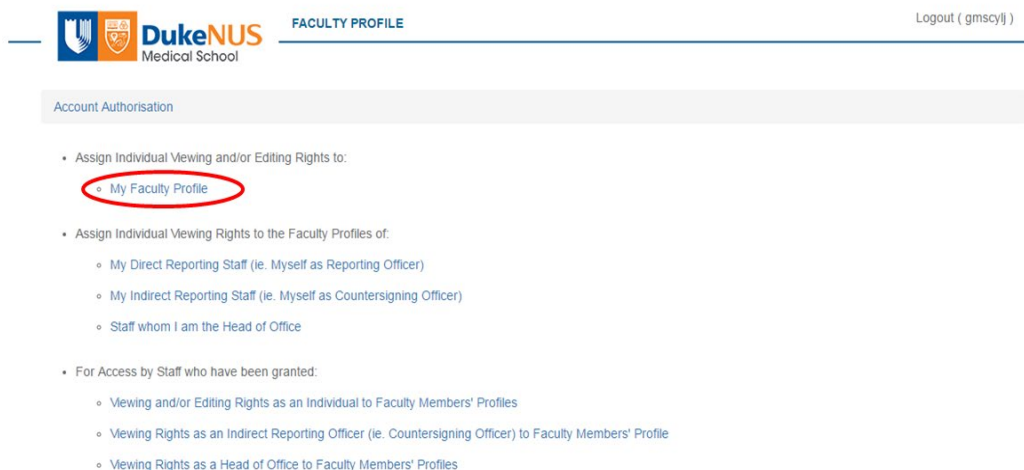 DukeNUS
Medical School
FACULTY PROFILE
Logout ( gmscylj )
Account Authorisation
Assign Individual Viewing and/or Editing Rights to:
My Faculty Profile
Assign Individual Viewing Rights to the Faculty Profiles of:
My Direct Reporting Staff (ie. Myself as Reporting Officer)
My Indirect Reporting Staff (ie. Myself as Countersigning Officer)
Staff whom I am the Head of Office
For Access by Staff who have been granted:
Viewing and/or Editing Rights as an Individual to Faculty Members' Profiles
Viewing Rights as an Indirect Reporting Officer (ie. Countersigning Officer) to Faculty Members' Profile
Viewing Rights as a Head of Office to Faculty Members' Profiles